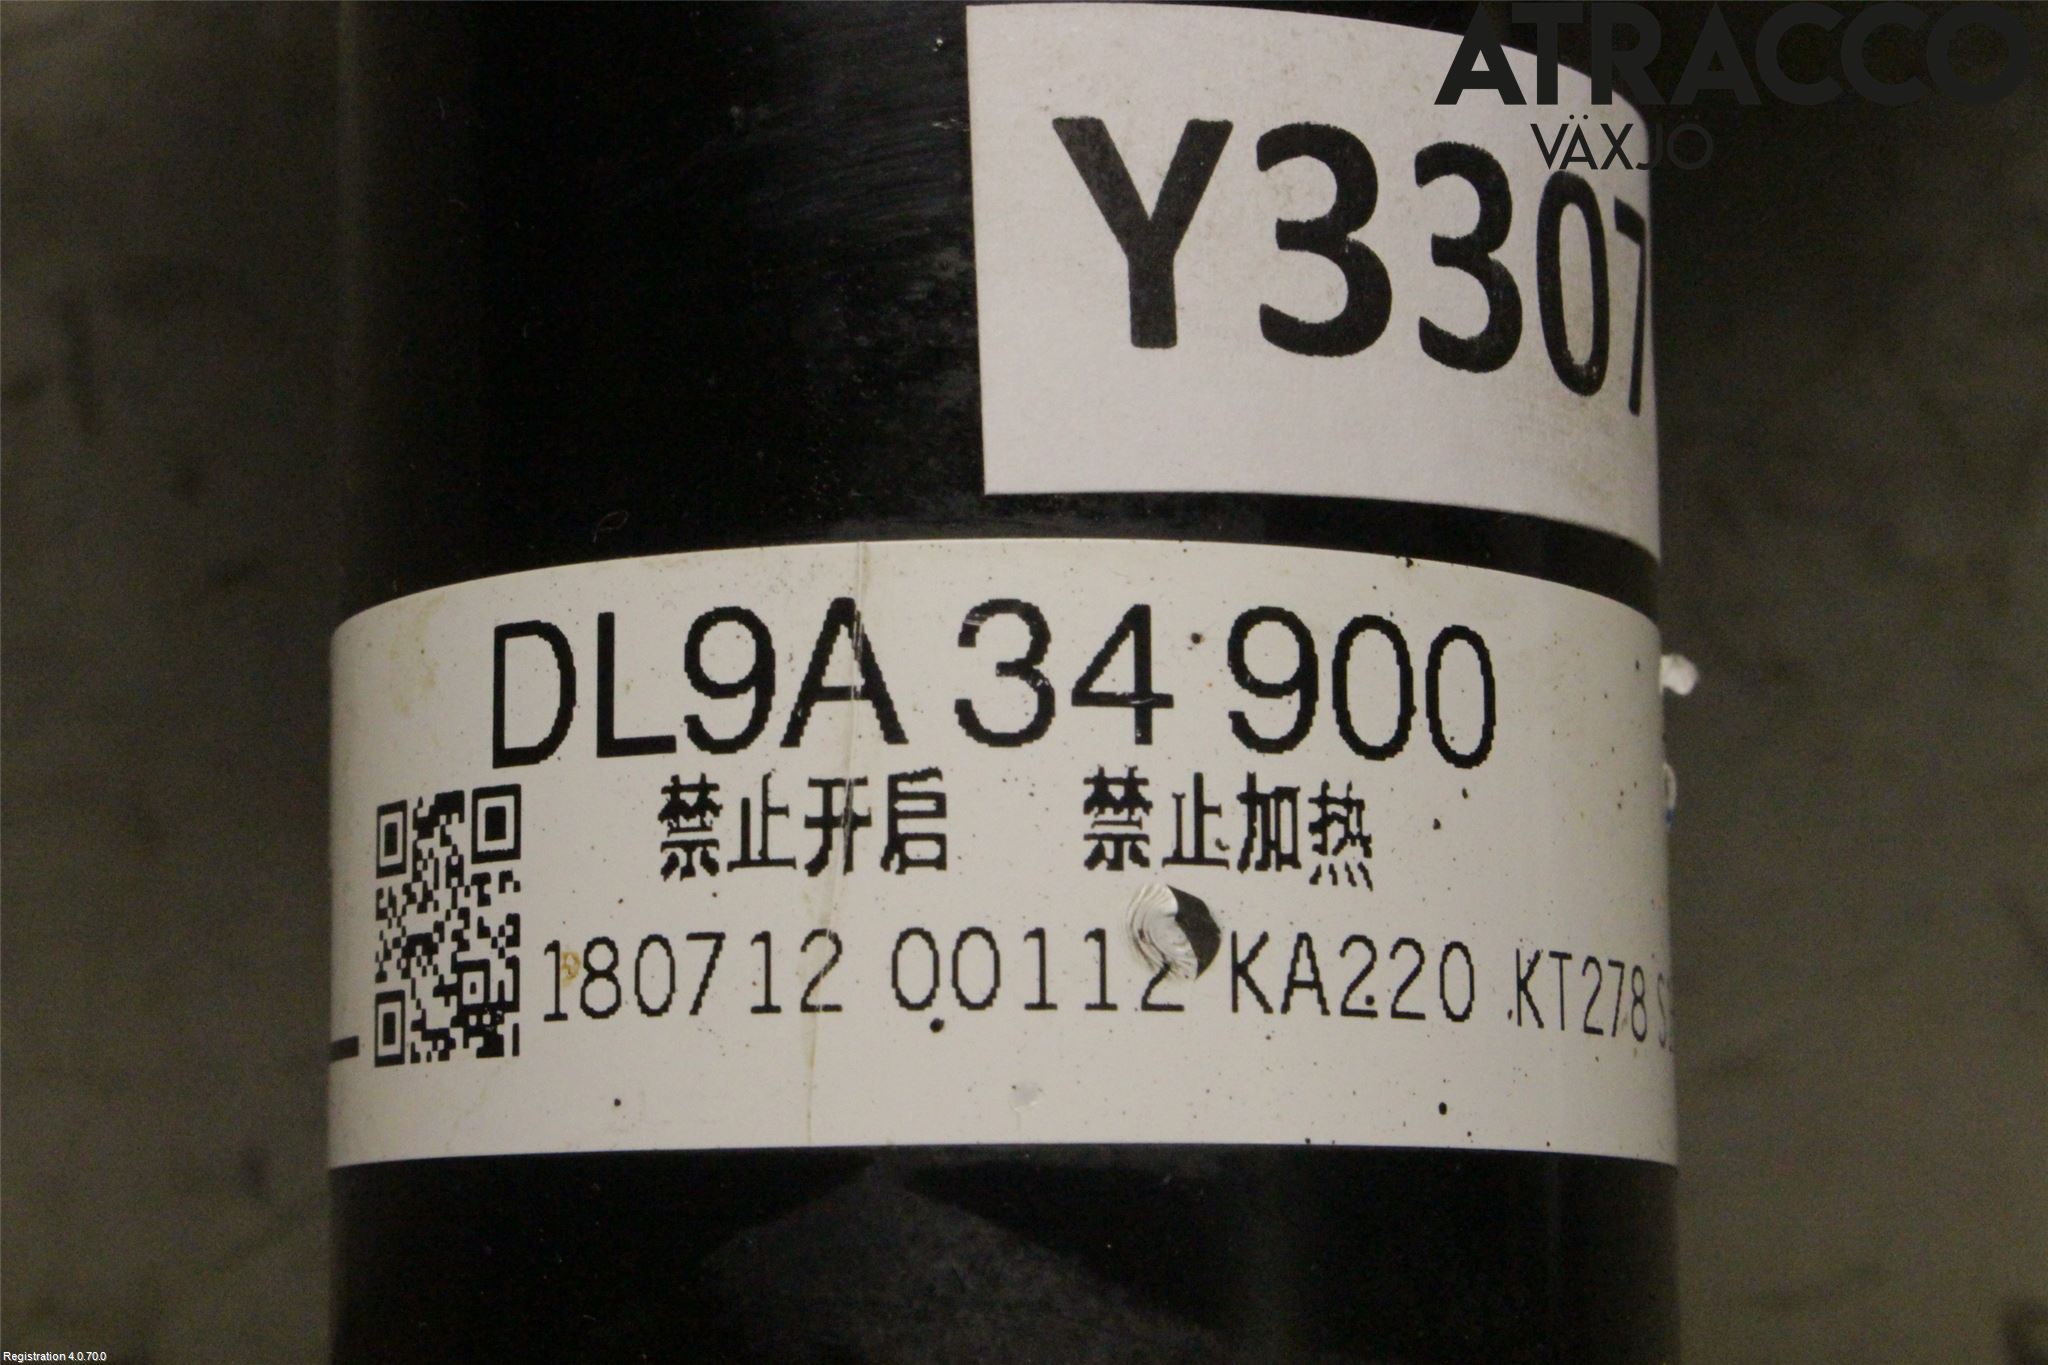 ATRACCO
VÄXJÖ
Y3307
DL9A 34 900
禁止开启 禁止加热
180712 00112 KA220 KT278
Registration 4.0.70.0